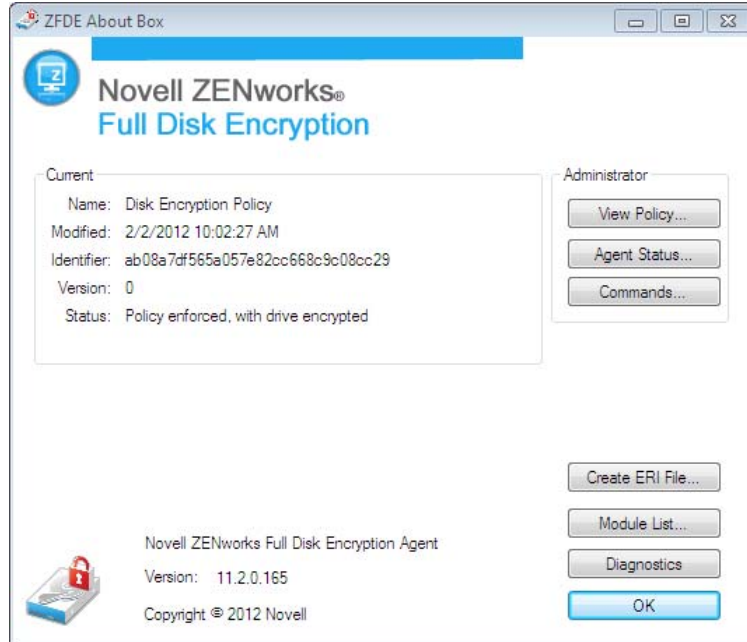 ZFDE About Box
Z
Novell ZENworks®
Full Disk Encryption
Current
Name: Disk Encryption Policy
Modified: 2/2/2012 10:02:27 AM
Identifier: ab08a7df565a057e82cc668c9c08cc29
Version: 0
Status: Policy enforced, with drive encrypted
Administrator
View Policy...
Agent Status...
Commands...
Create ERI File...
Module List...
Diagnostics
OK
Novell ZENworks Full Disk Encryption Agent
Version: 11.2.0.165
Copyright © 2012 Novell